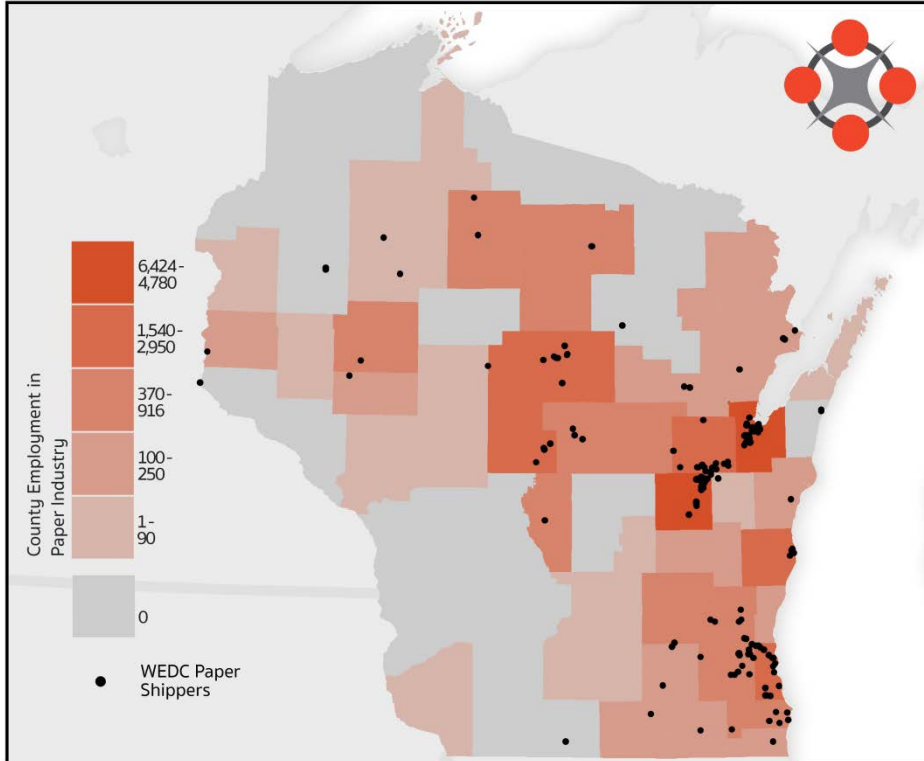 County Employment in
Paper Industry
6,424-
4,780
1,540-
2,950
370-
916
100-
250
1-
90
0
WEDC Paper
Shippers